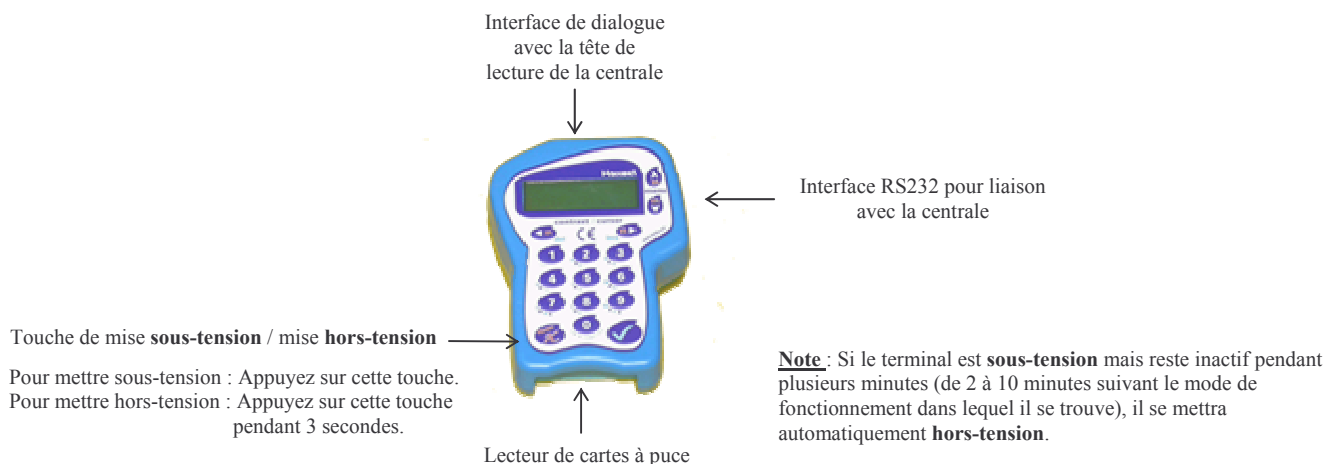 Interface de dialogue
avec la tête de
lecture de la centrale
Interface RS232 pour liaison
avec la centrale
1 2 3
4 5 6
7 8 9
0
Touche de mise sous-tension / mise hors-tension
Pour mettre sous-tension : Appuyez sur cette touche.
Pour mettre hors-tension : Appuyez sur cette touche
pendant 3 secondes.
Note : Si le terminal est sous-tension mais reste inactif pendant
plusieurs minutes (de 2 à 10 minutes suivant le mode de
fonctionnement dans lequel il se trouve), il se mettra
automatiquement hors-tension.
Lecteur de cartes à puce